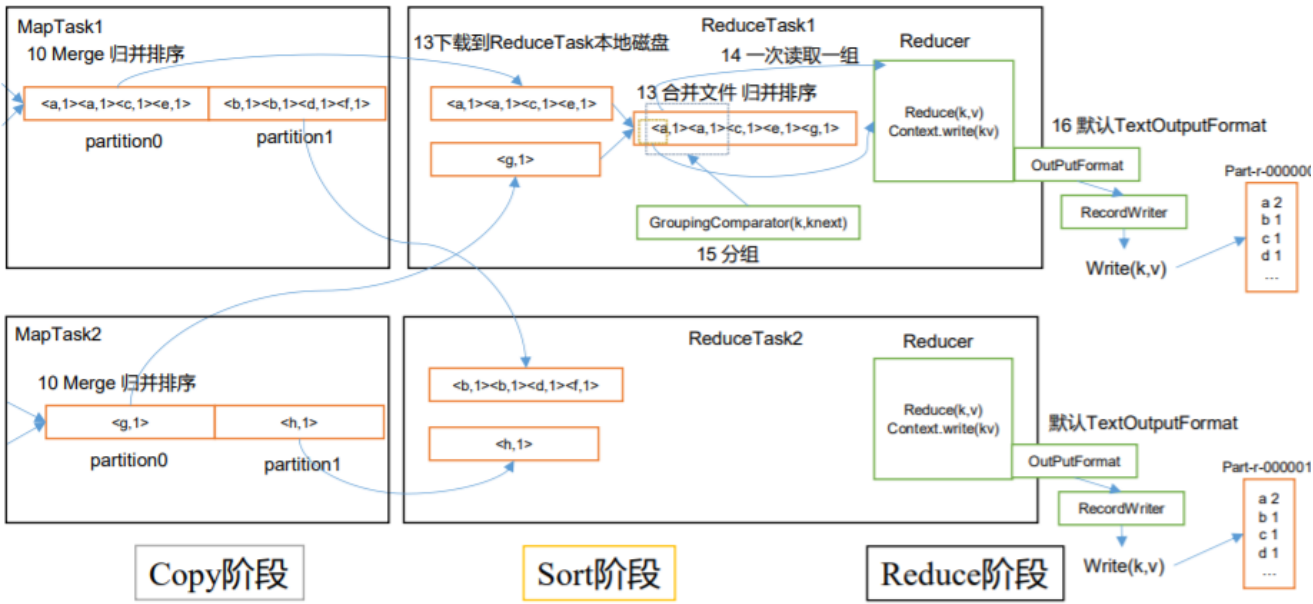 MapTask1
10 Merge 归并排序
<a,1><a,1><c,1><e,1>
<b,1><b,1><d,1><f,1>
partition0
partition1
ReduceTask1
13下载到ReduceTask本地磁盘
14 一次读取一组
Reducer
<a,1><a,1><c,1><e,1>
13 合并文件 归并排序
<a,1><a,1><c,1><e,1><g,1>
<g,1>
GroupingComparator(k,knext)
15 分组
Reduce(k,v)
Context.write(kv)
16 默认TextOutputFormat
OutPutFormat
RecordWriter
Write(k,v)
Part-r-000000
a 2
b 1
c 1
d 1
...
MapTask2
10 Merge 归并排序
<g,1>
<h,1>
partition0
partition1
ReduceTask2
Reducer
<b,1><b,1><d,1><f,1>
<h,1>
Reduce(k,v)
Context.write(kv)
默认TextOutputFormat
OutPutFormat
RecordWriter
Write(k,v)
Part-r-000001
a 2
b 1
c 1
d 1
...
Copy阶段
Sort阶段
Reduce阶段